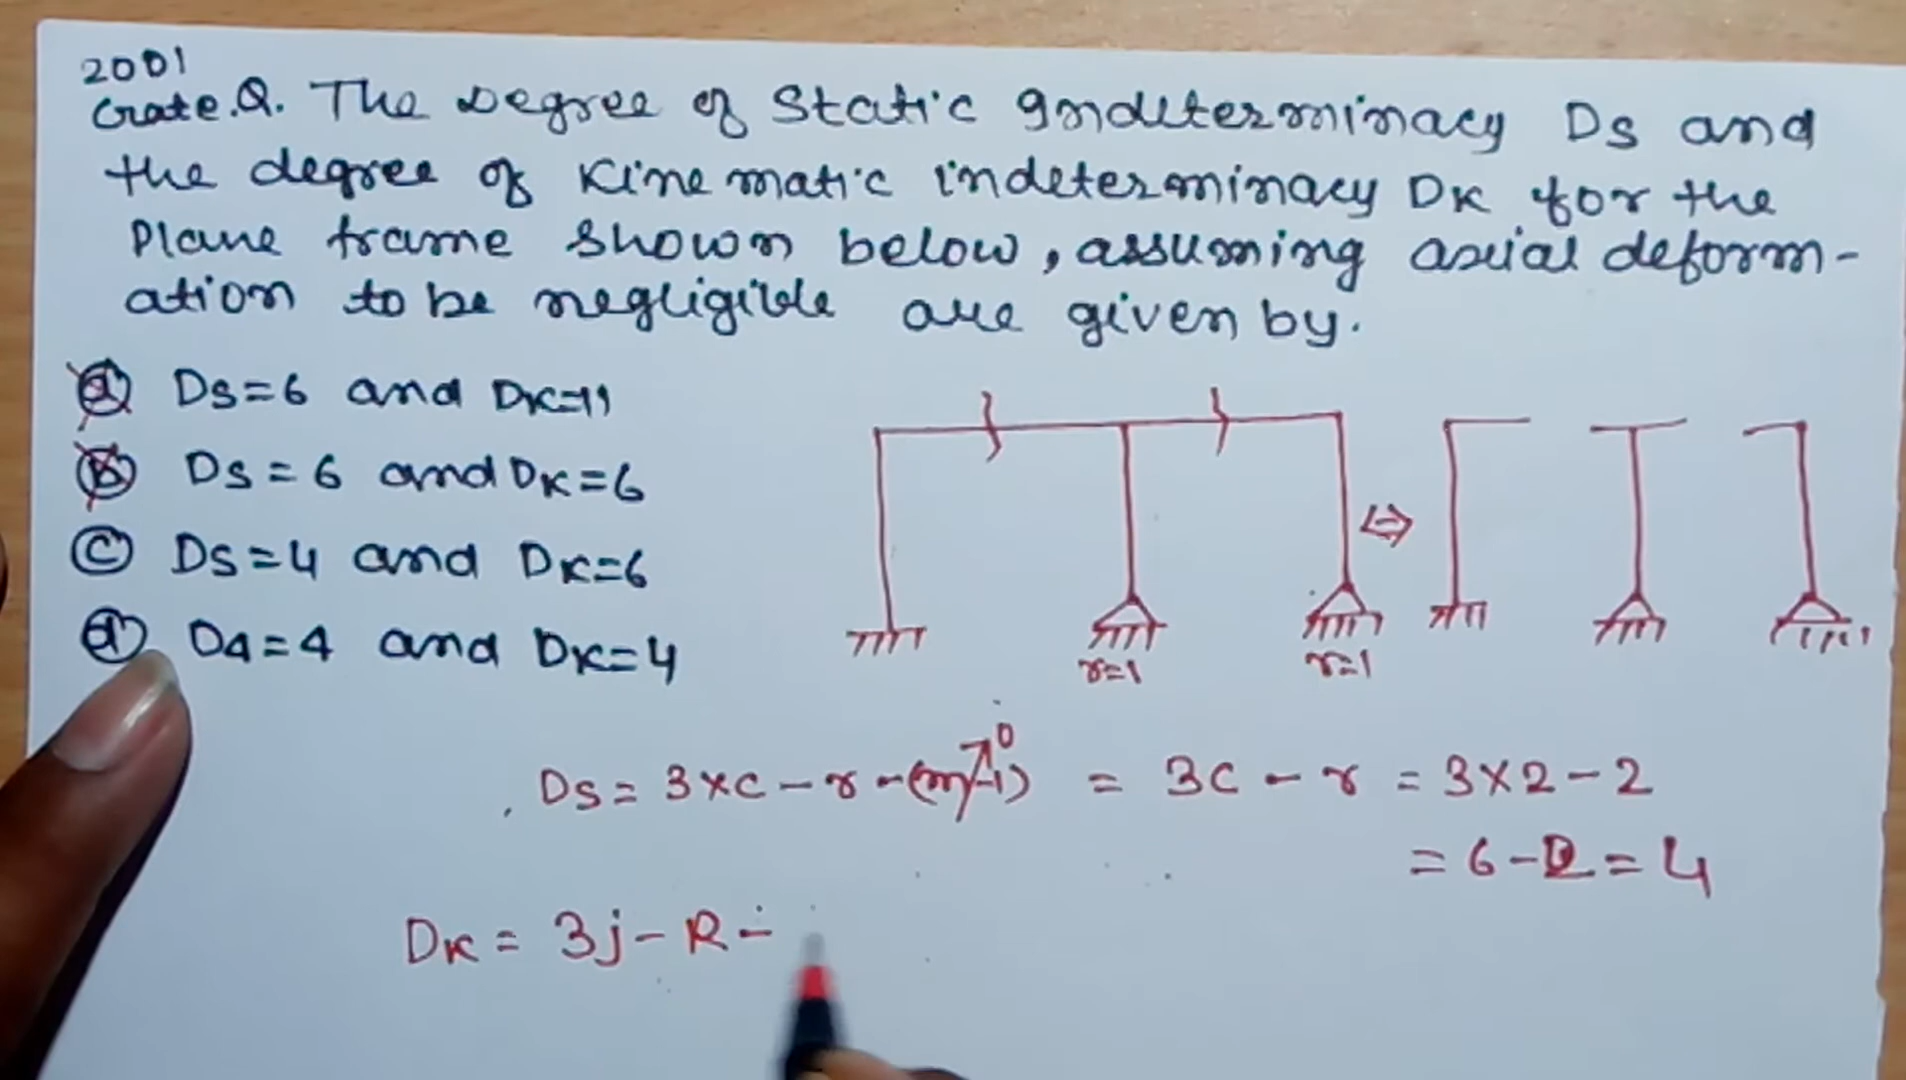 2001
Gate.Q. The Degree of Static Indeterminacy Ds and
the degree of Kinematic indeterminacy DK for the
Plane frame shown below, assuming axial deform-
ation to be negligible are given by.
(a) Ds=6 and DK=11
(b) Ds=6 and DK=6
(c) Ds=4 and DK=6
(d) D4=4 and DK=4
⇔
r=1
r=1
Ds= 3×C-r-(m-1) 0 = 3C-r = 3×2-2
= 6-2=4
DK= 3j-R-